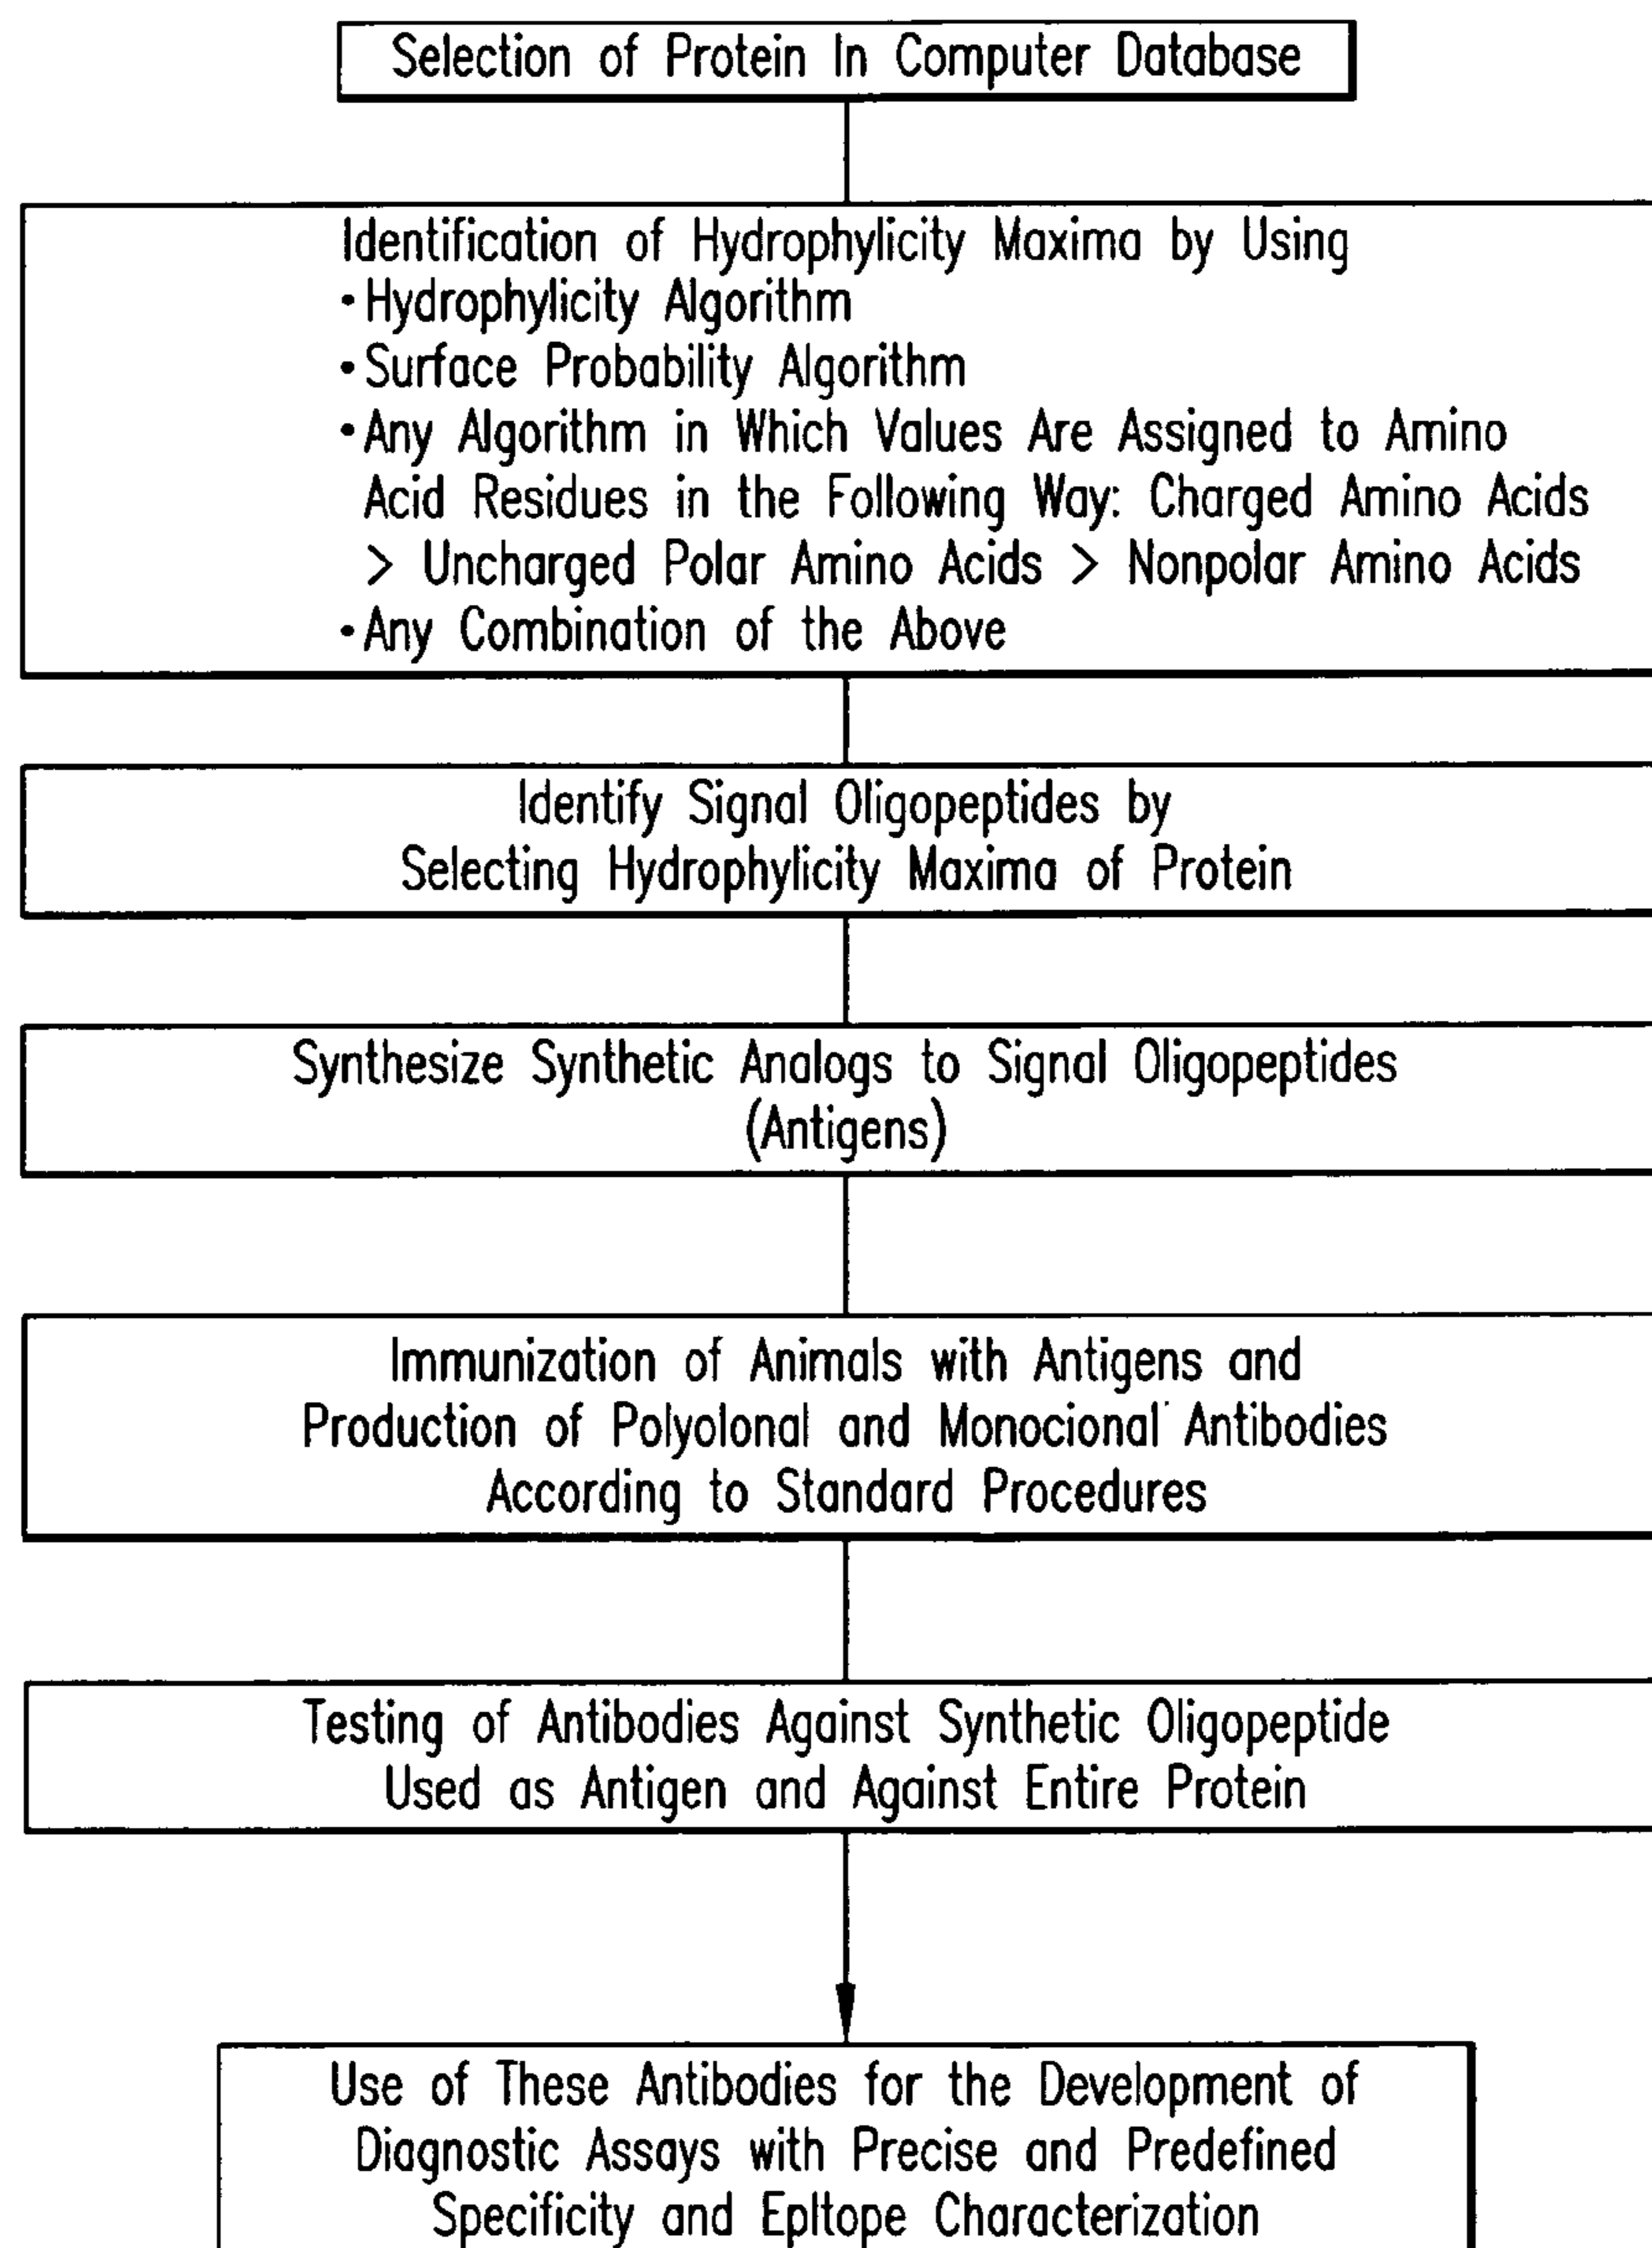 Selection of Protein In Computer Database
Identification of Hydrophylicity Maxima by Using
• Hydrophylicity Algorithm
• Surface Probability Algorithm
• Any Algorithm in Which Values Are Assigned to Amino
Acid Residues in the Following Way: Charged Amino Acids
> Uncharged Polar Amino Acids > Nonpolar Amino Acids
• Any Combination of the Above
Identify Signal Oligopeptides by
Selecting Hydrophylicity Maxima of Protein
Synthesize Synthetic Analogs to Signal Oligopeptides
(Antigens)
Immunization of Animals with Antigens and
Production of Polyolonal and Monocional Antibodies
According to Standard Procedures
Testing of Antibodies Against Synthetic Oligopeptide
Used as Antigen and Against Entire Protein
Use of These Antibodies for the Development of
Diagnostic Assays with Precise and Predefined
Specificity and Epltope Characterization